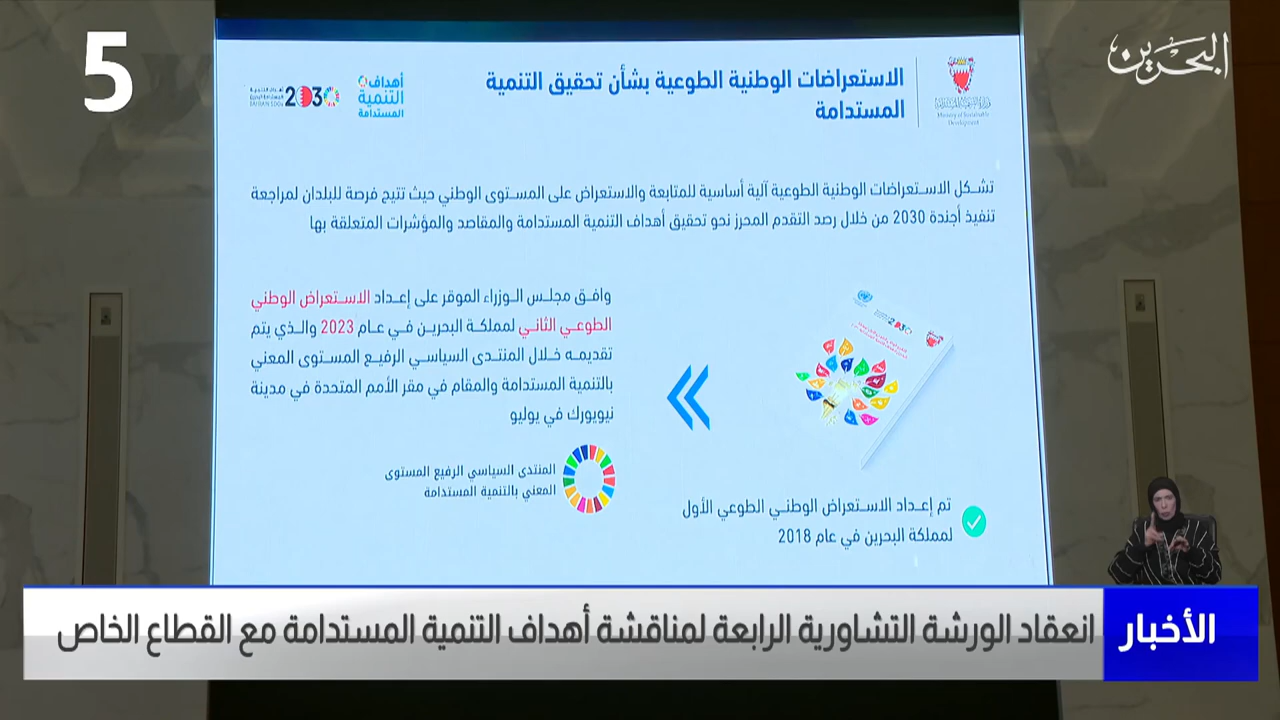 5
البحرين
الاستعراضات الوطنية الطوعية بشأن تحقيق التنمية
المستدامة
Ministry of Sustainable
Development
أهداف
التنمية
المستدامة
2030
تشكل الاستعراضات الوطنية الطوعية آلية أساسية للمتابعة والاستعراض على المستوى الوطني حيث تتيح فرصة للبلدان لمراجعة
تنفيذ أجندة 2030 من خلال رصد التقدم المحرز نحو تحقيق أهداف التنمية المستدامة والمقاصد والمؤشرات المتعلقة بها
2030
تم إعداد الاستعراض الوطني الطوعي الأول
لمملكة البحرين في عام 2018
وافق مجلس الوزراء الموقر على إعداد الاستعراض الوطني
الطوعي الثاني لمملكة البحرين في عام 2023 والذي يتم
تقديمه خلال المنتدى السياسي الرفيع المستوى المعني
بالتنمية المستدامة والمقام في مقر الأمم المتحدة في مدينة
نيويورك في يوليو
المنتدى السياسي الرفيع المستوى
المعني بالتنمية المستدامة
الأخبار
انعقاد الورشة التشاورية الرابعة لمناقشة أهداف التنمية المستدامة مع القطاع الخاص